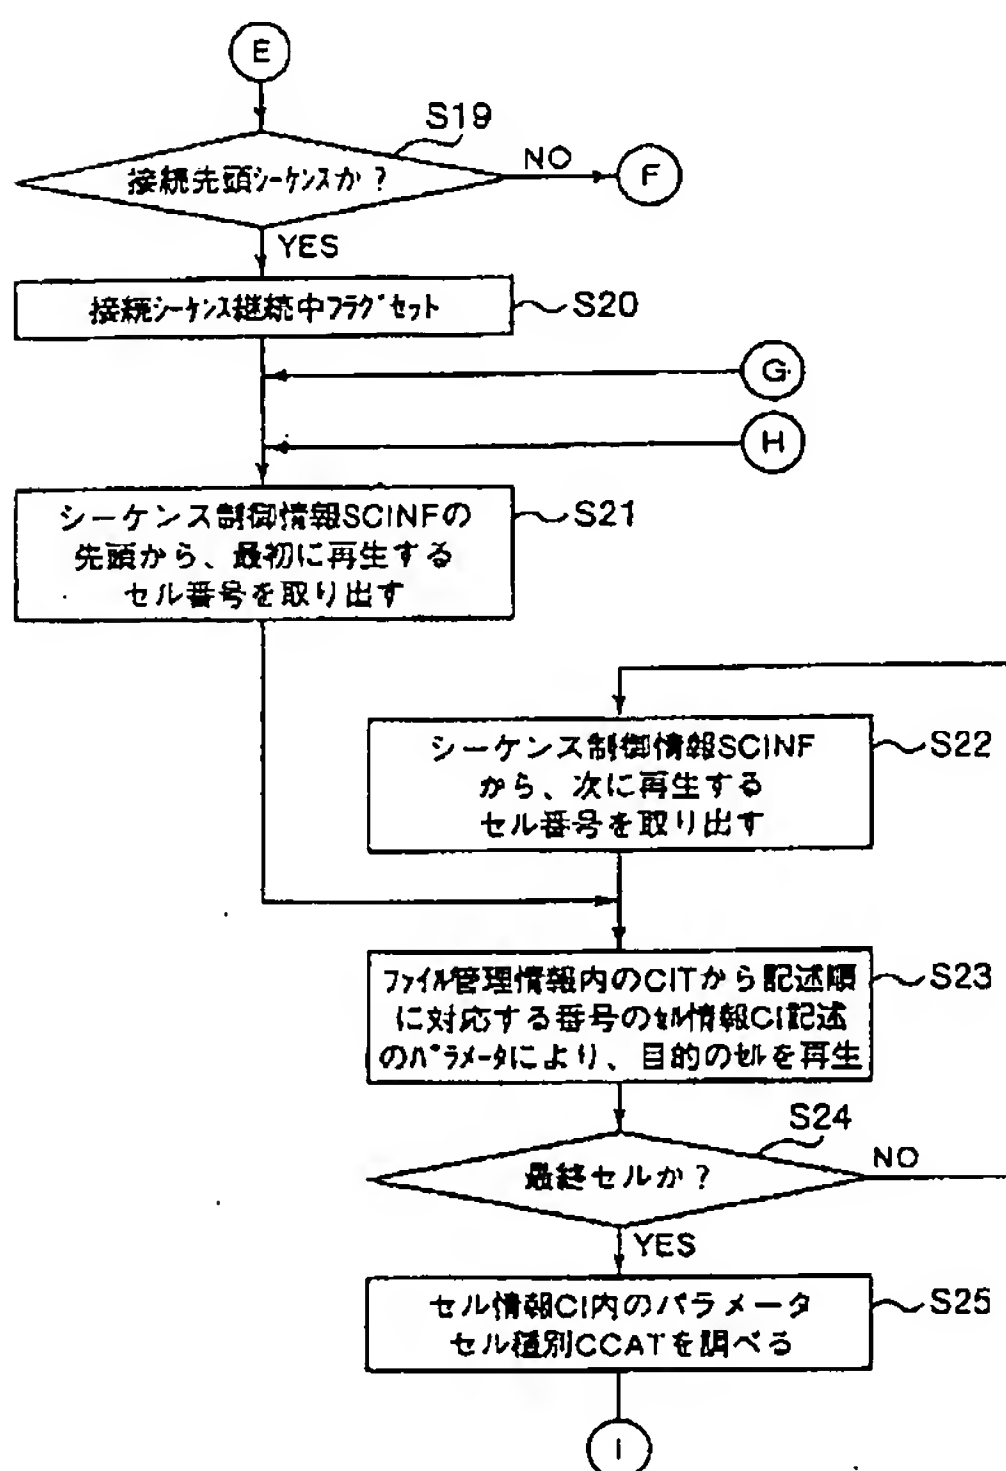 E
S19
接続先頭シーケンスか？
NO
F
YES
接続シーケンス継続中フラグセット
S20
G
H
シーケンス制御情報SCINFの
先頭から、最初に再生する
セル番号を取り出す
S21
シーケンス制御情報SCINF
から、次に再生する
セル番号を取り出す
S22
ファイル管理情報内のCITから記述順
に対応する番号のセル情報CI記述
のパラメータにより、目的のセルを再生
S23
S24
最終セルか？
NO
YES
セル情報CI内のパラメータ
セル種別CCATを調べる
S25
I